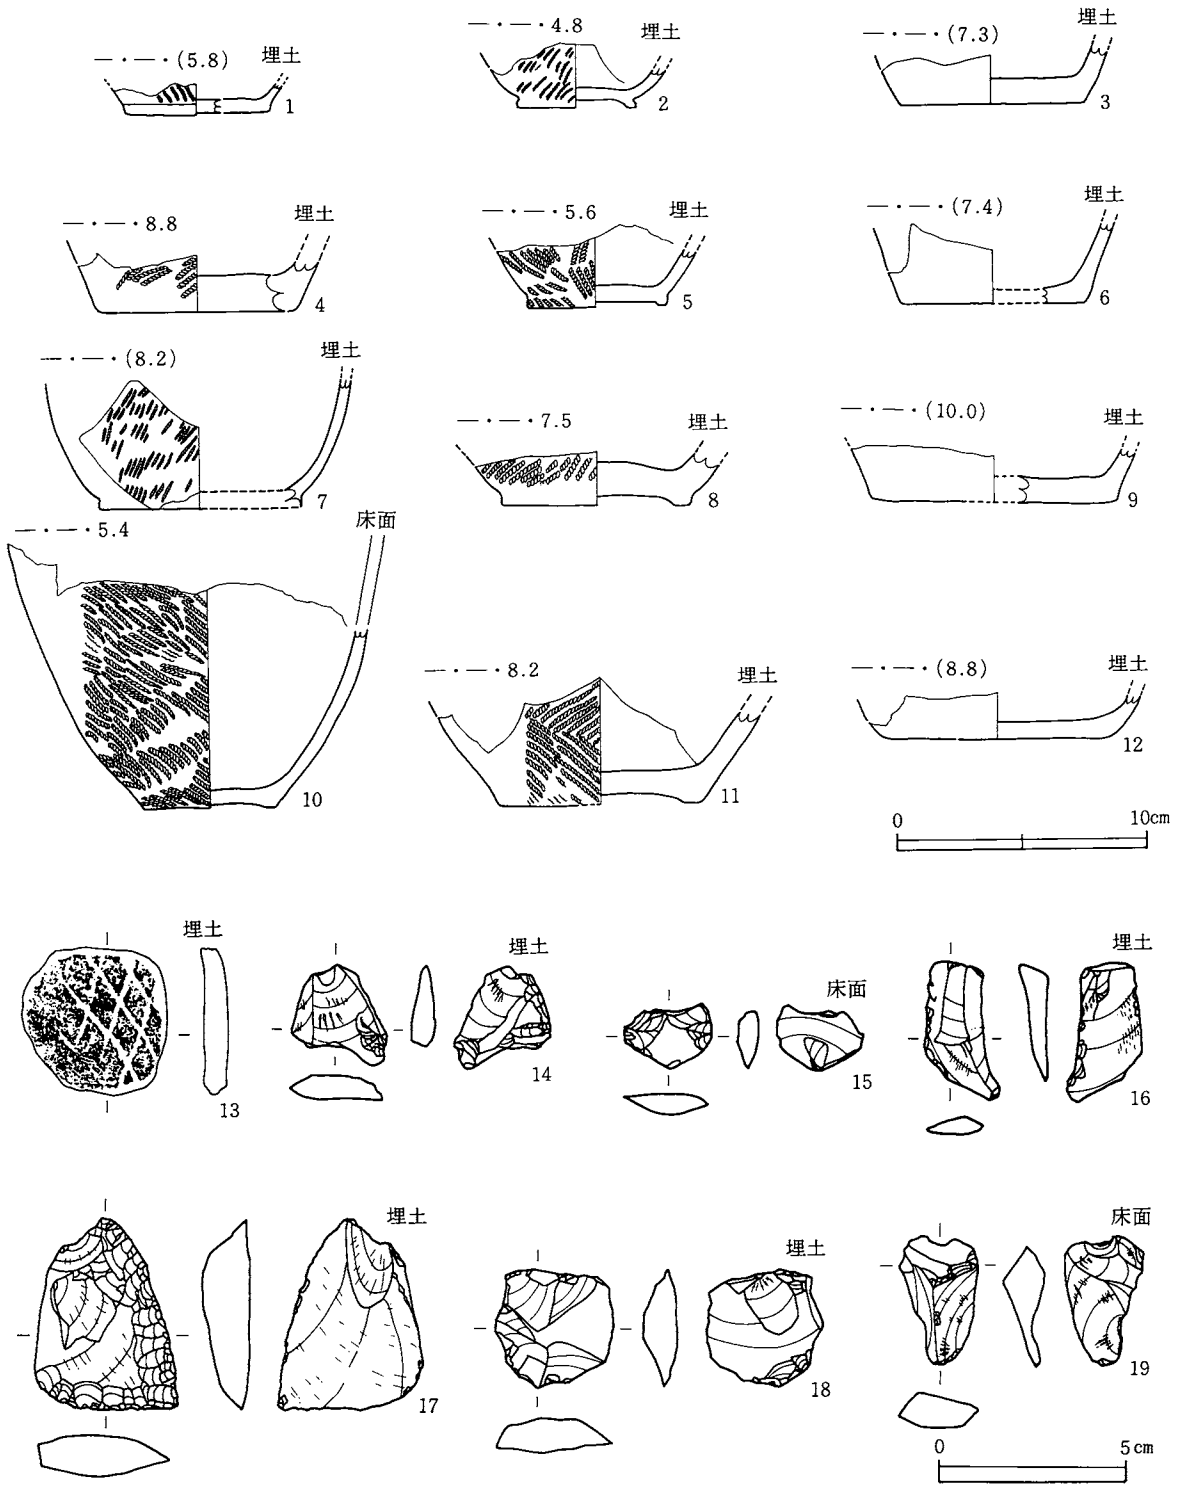 —・—・(5.8) 埋土
1
—・—・4.8 埋土
2
—・—・(7.3) 埋土
3
—・—・8.8 埋土
4
—・—・5.6 埋土
5
—・—・(7.4) 埋土
6
—・—・(8.2) 埋土
7
—・—・7.5 埋土
8
—・—・(10.0) 埋土
9
—・—・5.4 床面
10
—・—・8.2 埋土
11
—・—・(8.8) 埋土
12
0 10cm
埋土
13
埋土
14
床面
15
埋土
16
埋土
17
埋土
18
床面
19
0 5cm